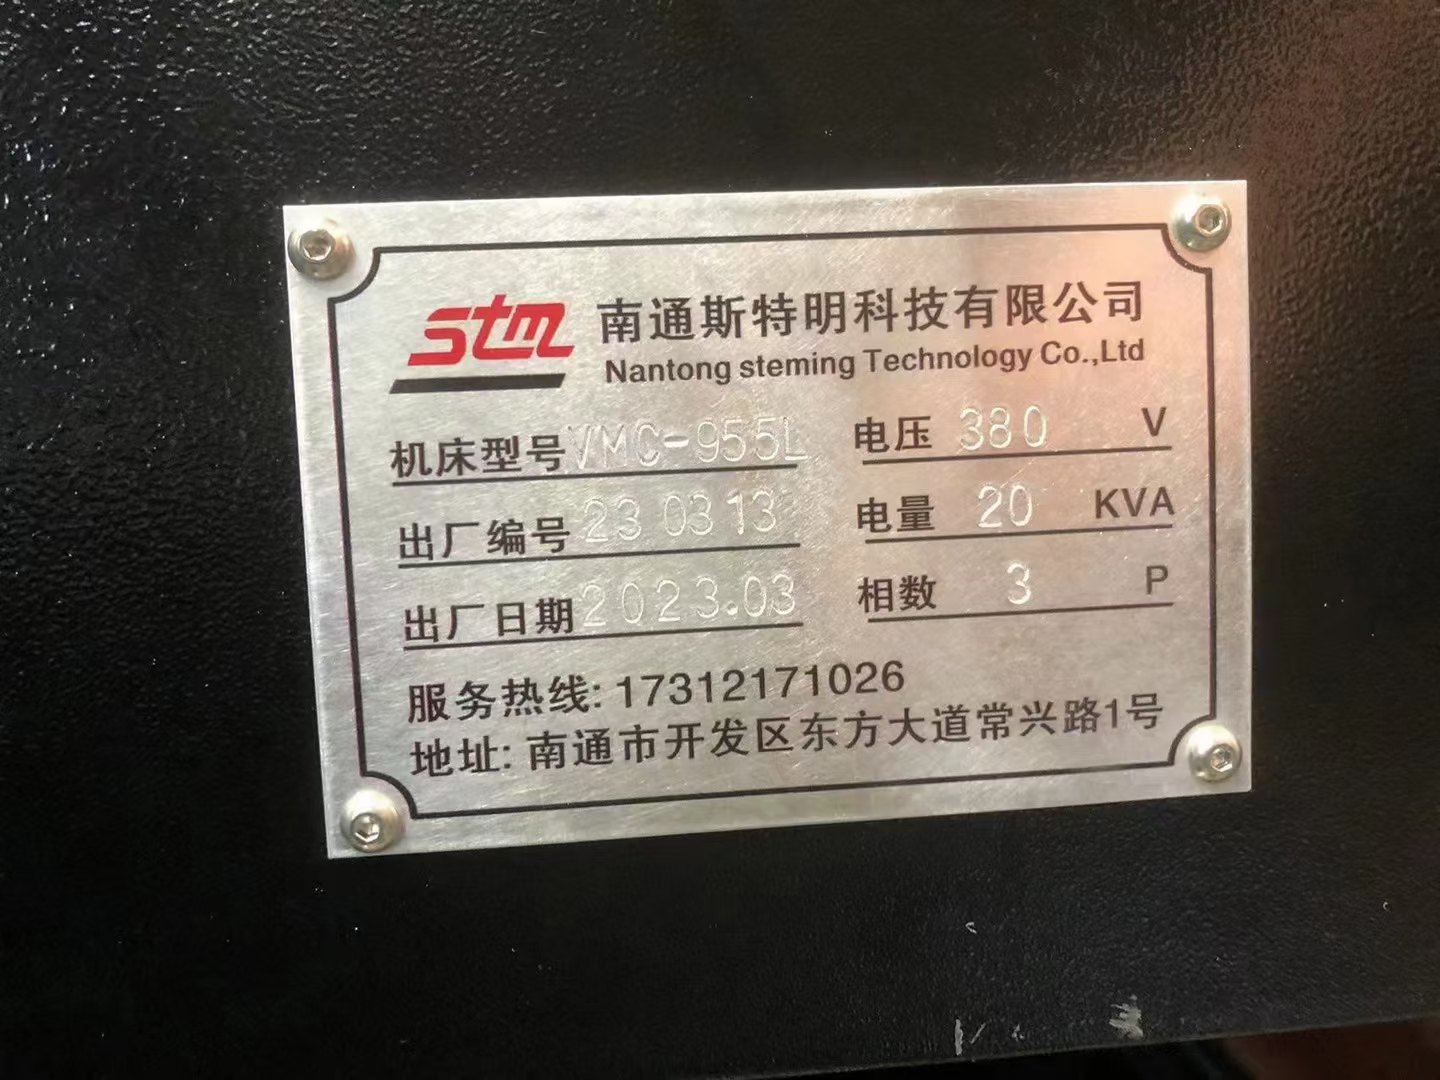 stm 南通斯特明科技有限公司
Nantong steming Technology Co.,Ltd
机床型号 VMC-955L 电压 380 V
出厂编号 230313 电量 20 KVA
出厂日期 2023.03 相数 3 P
服务热线: 17312171026
地址: 南通市开发区东方大道常兴路1号